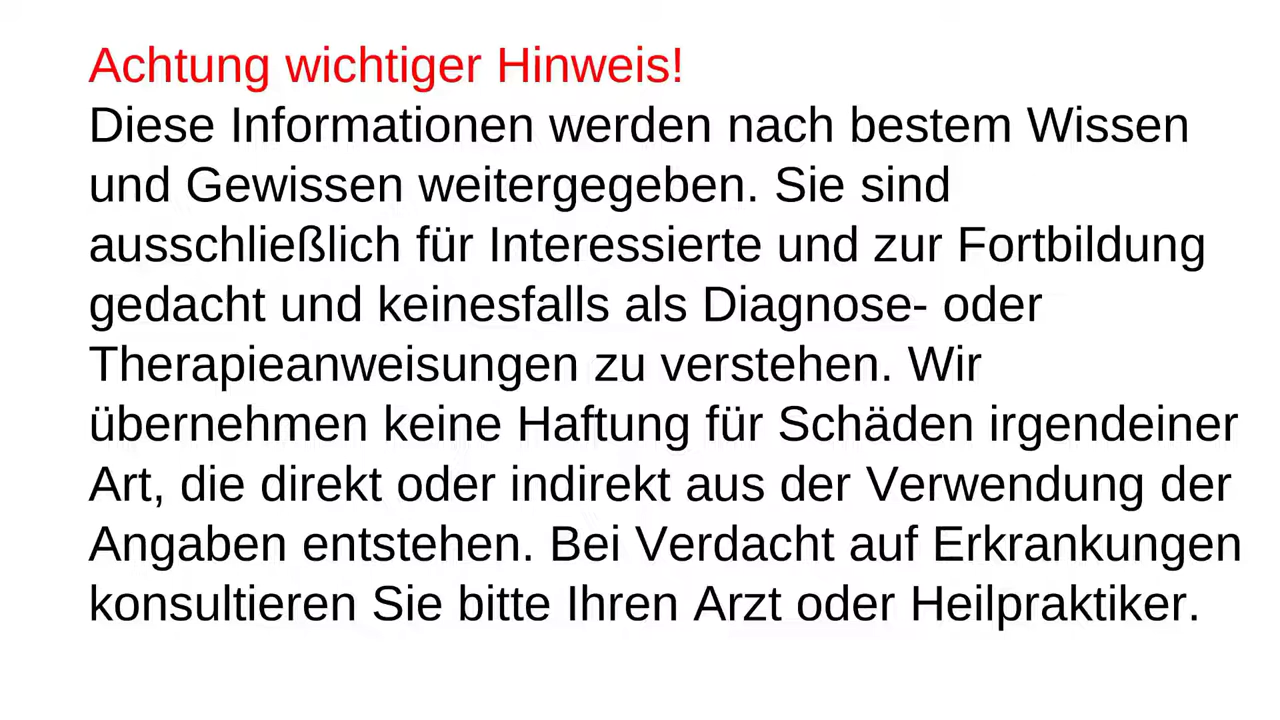 Achtung wichtiger Hinweis!
Diese Informationen werden nach bestem Wissen
und Gewissen weitergegeben. Sie sind
ausschließlich für Interessierte und zur Fortbildung
gedacht und keinesfalls als Diagnose- oder
Therapieanweisungen zu verstehen. Wir
übernehmen keine Haftung für Schäden irgendeiner
Art, die direkt oder indirekt aus der Verwendung der
Angaben entstehen. Bei Verdacht auf Erkrankungen
konsultieren Sie bitte Ihren Arzt oder Heilpraktiker.